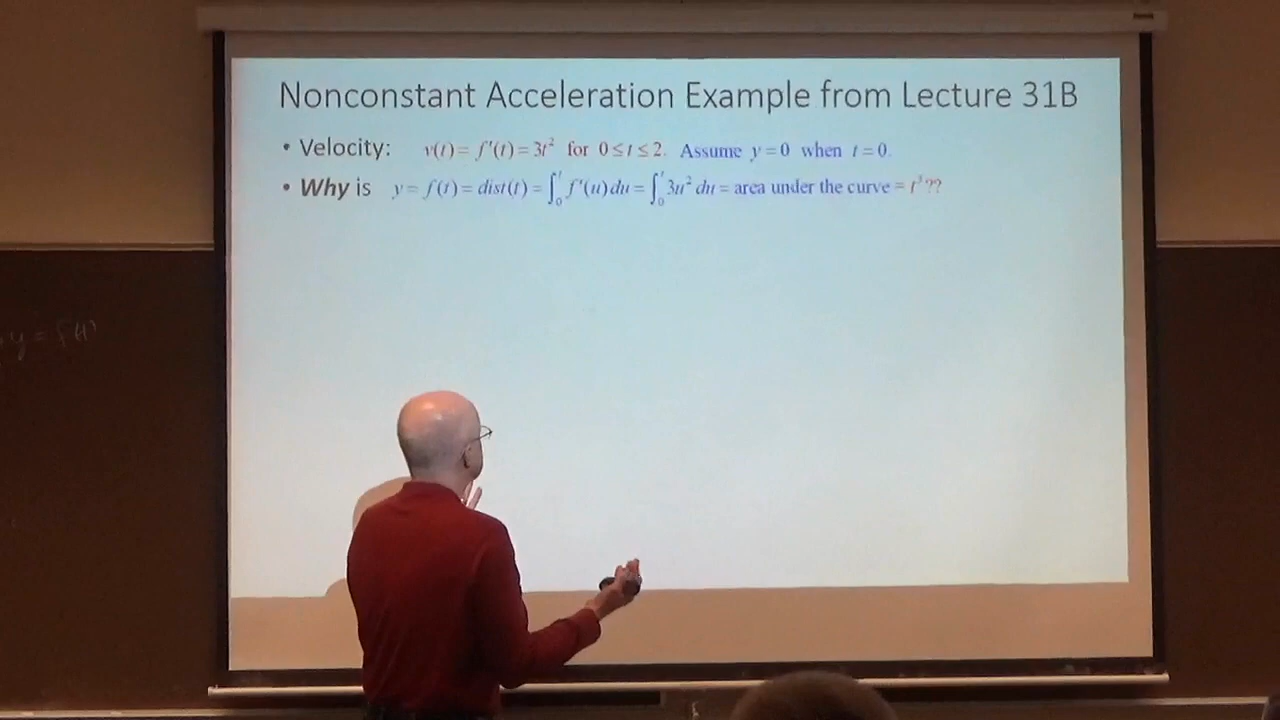 Nonconstant Acceleration Example from Lecture 31B
• Velocity: v(t) = f'(t) = 3t² for 0 ≤ t ≤ 2. Assume y = 0 when t = 0.
• Why is y = f(t) = dist(t) = ∫₀ᵗ f'(u) du = ∫₀ᵗ 3u² du = area under the curve = t³??
y = f(t)